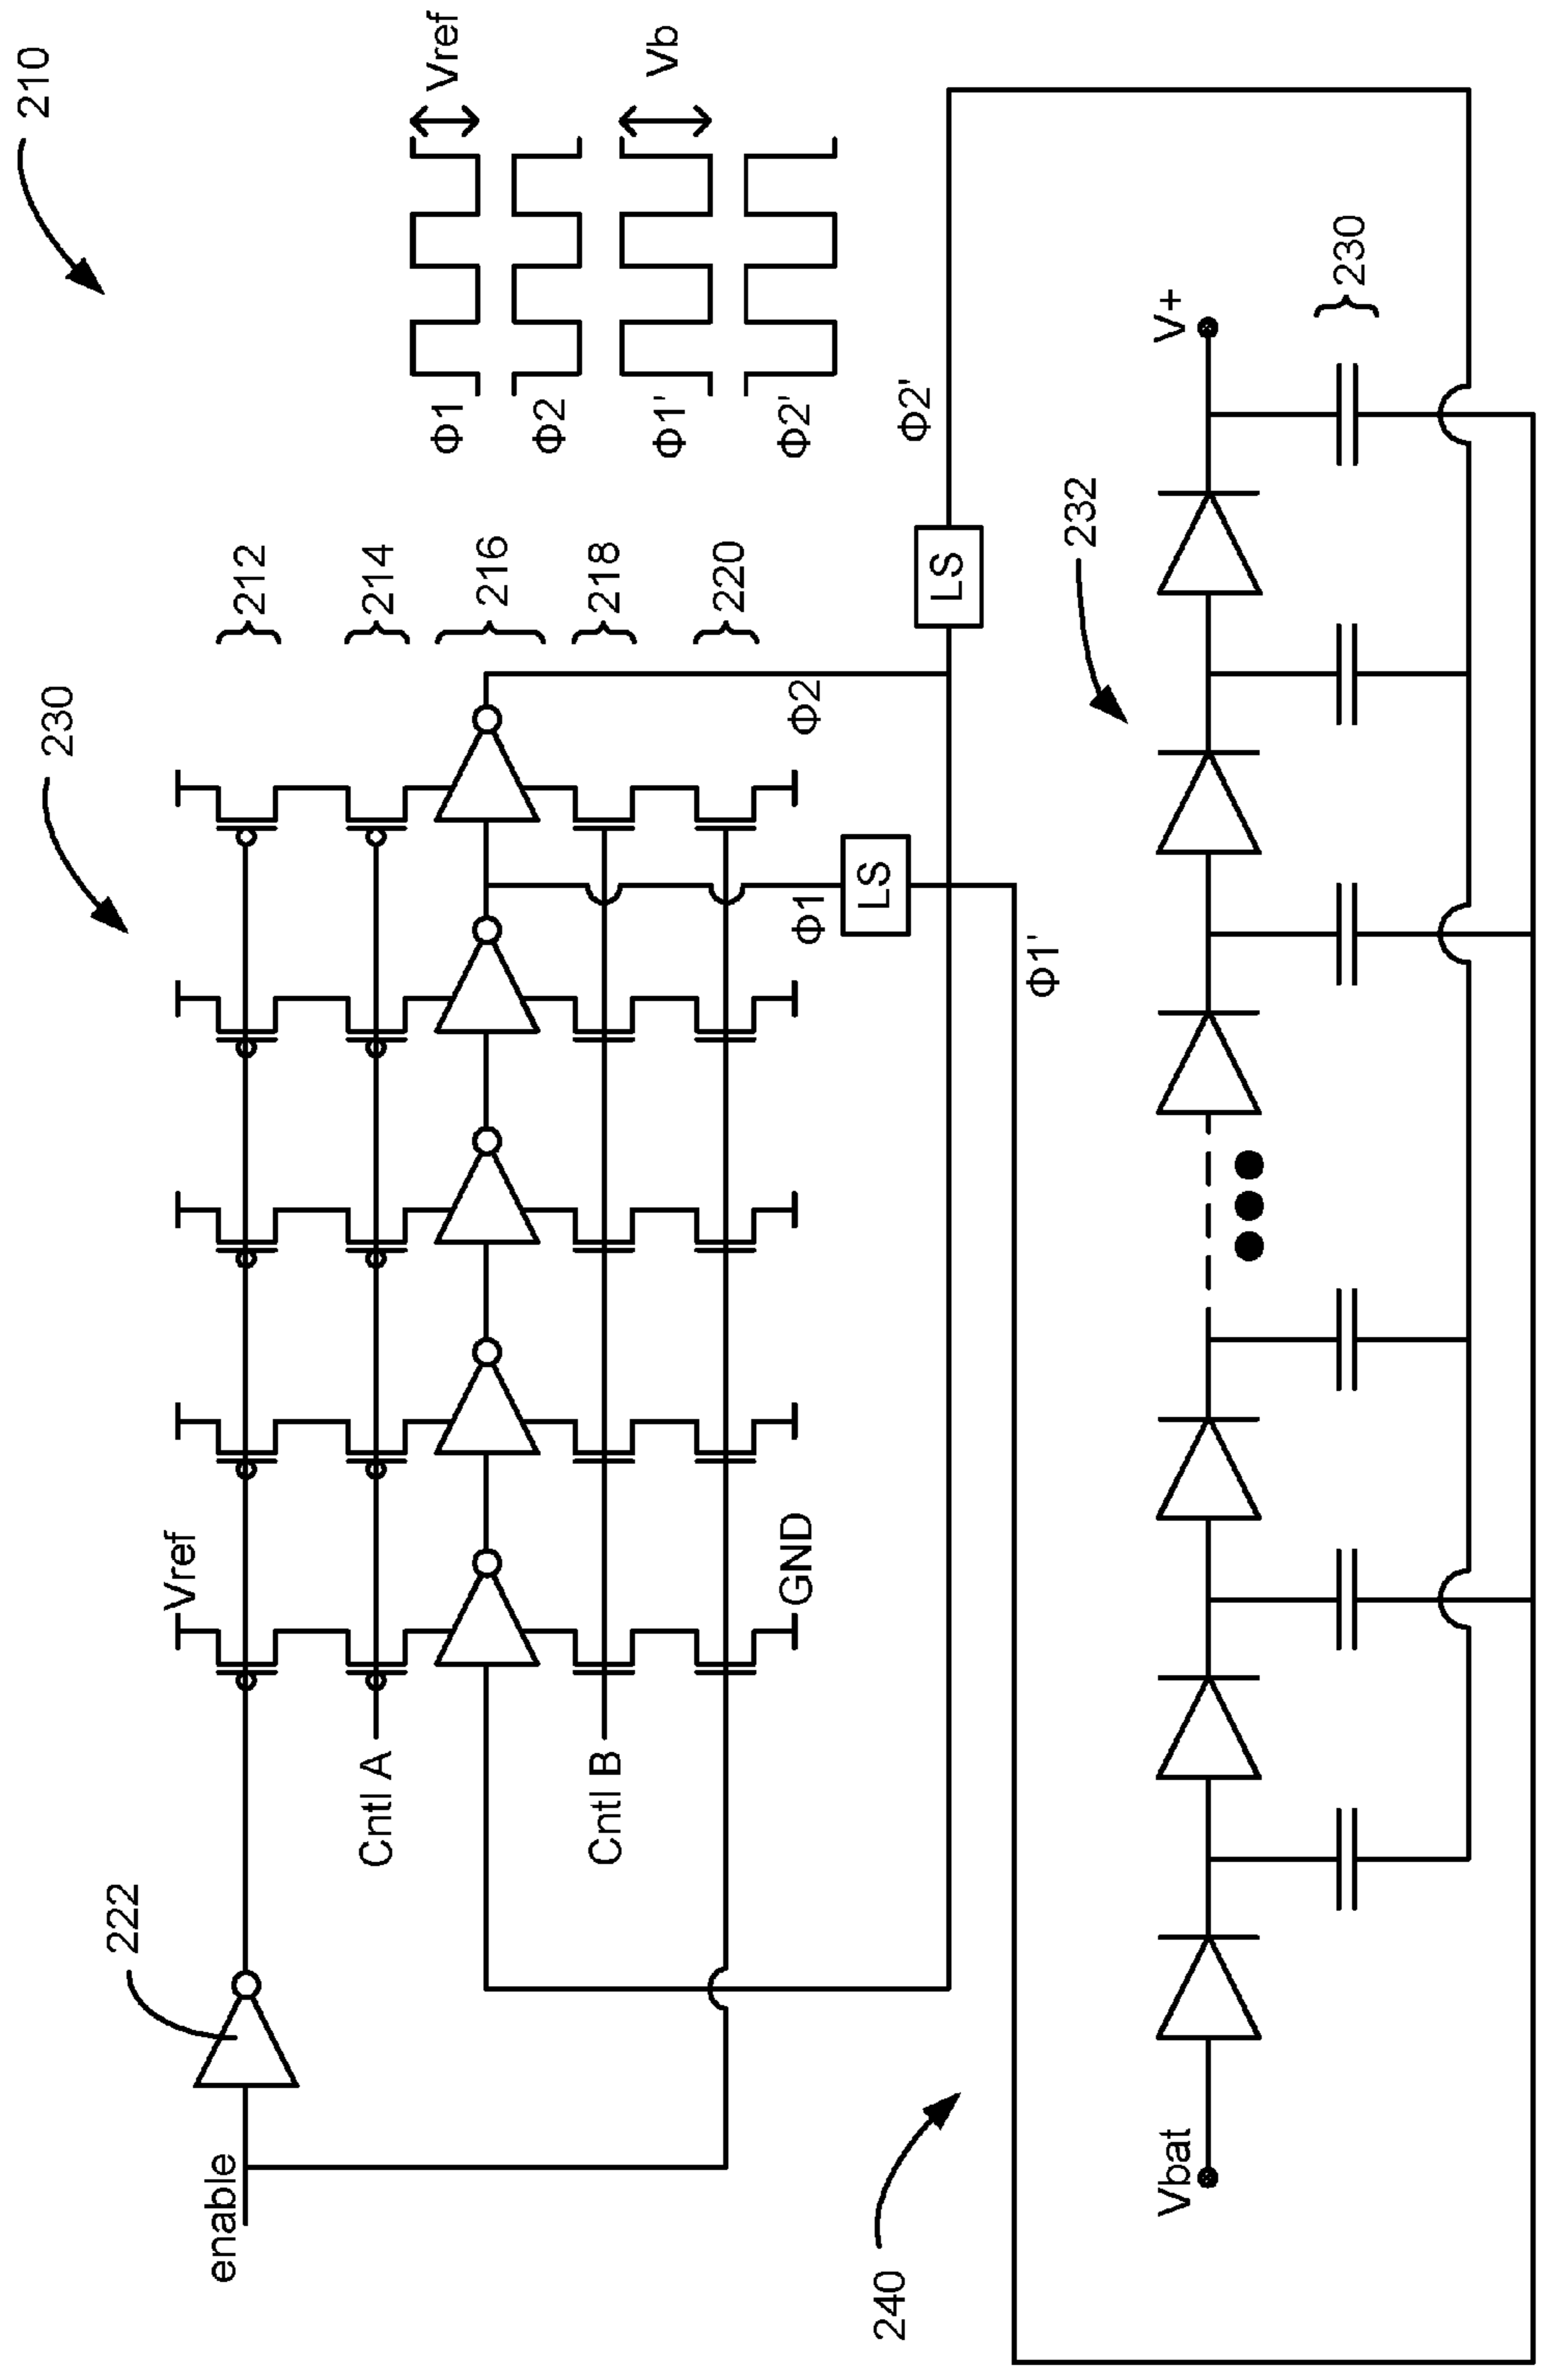 210
230
222
enable
Vref
Cntl A
Cntl B
GND
212
214
216
218
220
Φ1
Φ2
Φ1'
Φ2'
Vref
Vb
Φ1
Φ2
LS
LS
Φ1'
Φ2'
240
232
Vbat
V+
230